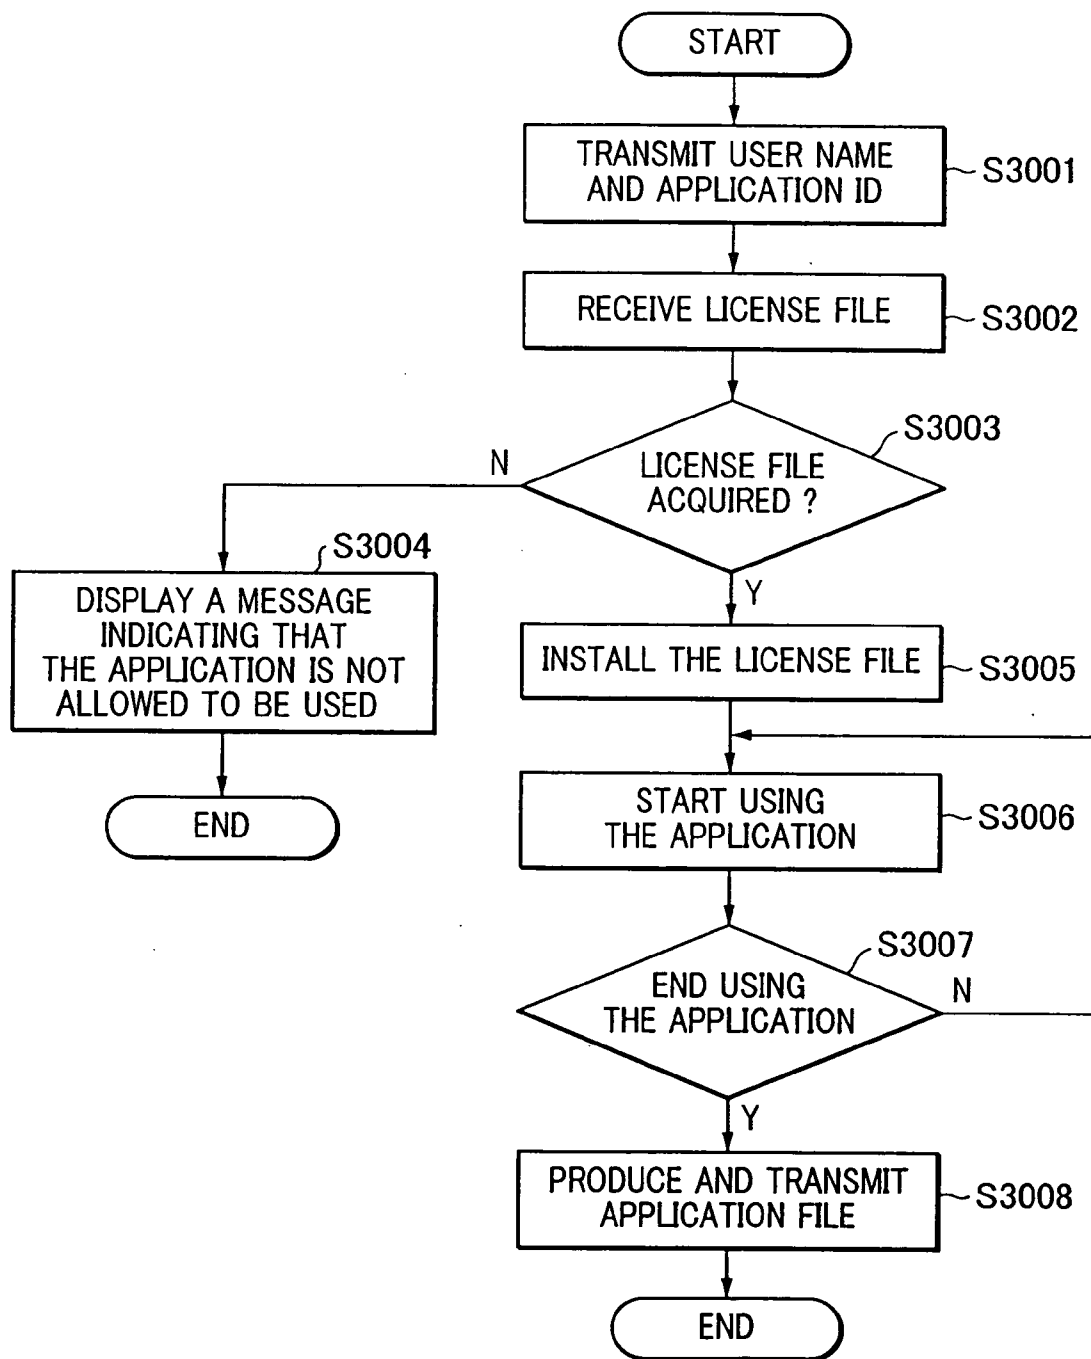 START
TRANSMIT USER NAME
AND APPLICATION ID
S3001
RECEIVE LICENSE FILE
S3002
S3003
N
LICENSE FILE
ACQUIRED ?
S3004
Y
DISPLAY A MESSAGE
INDICATING THAT
THE APPLICATION IS NOT
ALLOWED TO BE USED
INSTALL THE LICENSE FILE
S3005
END
START USING
THE APPLICATION
S3006
S3007
END USING
THE APPLICATION
N
Y
PRODUCE AND TRANSMIT
APPLICATION FILE
S3008
END